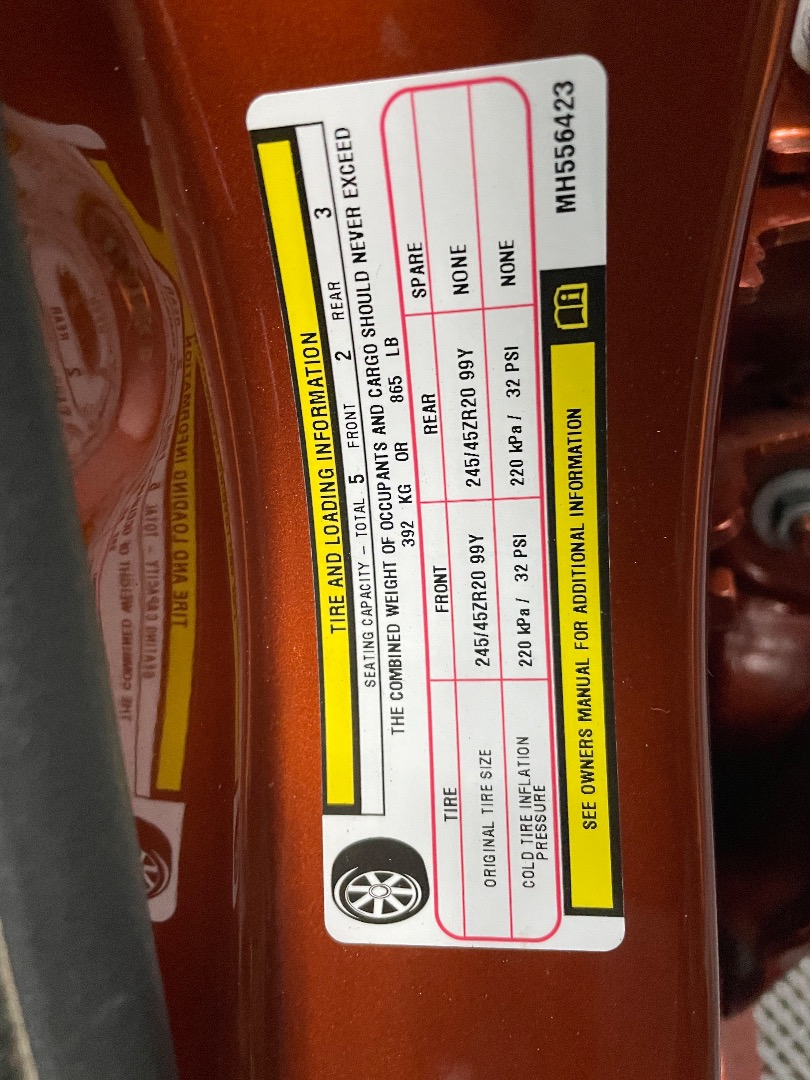 TIRE AND LOADING INFORMATION
SEATING CAPACITY – TOTAL 5 FRONT 2 REAR 3
THE COMBINED WEIGHT OF OCCUPANTS AND CARGO SHOULD NEVER EXCEED
392 KG OR 865 LB
TIRE FRONT REAR SPARE
ORIGINAL TIRE SIZE 245/45ZR20 99Y 245/45ZR20 99Y NONE
COLD TIRE INFLATION PRESSURE 220 kPa / 32 PSI 220 kPa / 32 PSI NONE
SEE OWNERS MANUAL FOR ADDITIONAL INFORMATION
MH556423